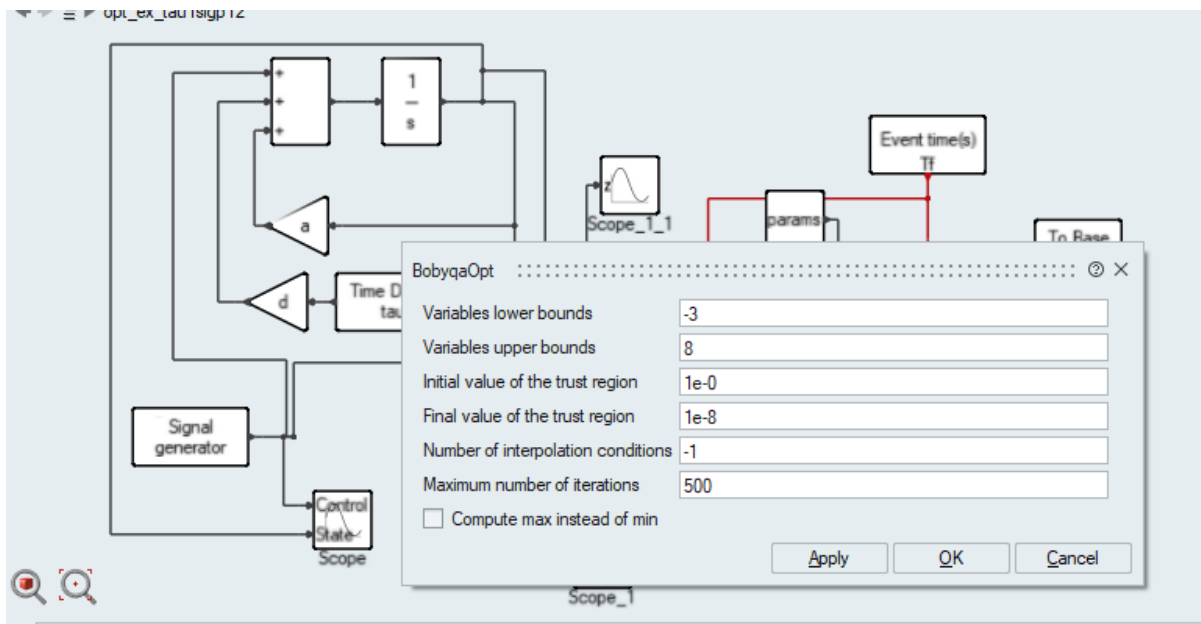 opt_ex_tau1sigp12
+
+
+
1
s
a
d
Time D
tau
Signal
generator
Control
State
Scope
z
Scope_1_1
params
Event time(s)
Tf
To Base
BobyqaOpt
Variables lower bounds -3
Variables upper bounds 8
Initial value of the trust region 1e-0
Final value of the trust region 1e-8
Number of interpolation conditions -1
Maximum number of iterations 500
Compute max instead of min
Apply OK Cancel
Scope_1